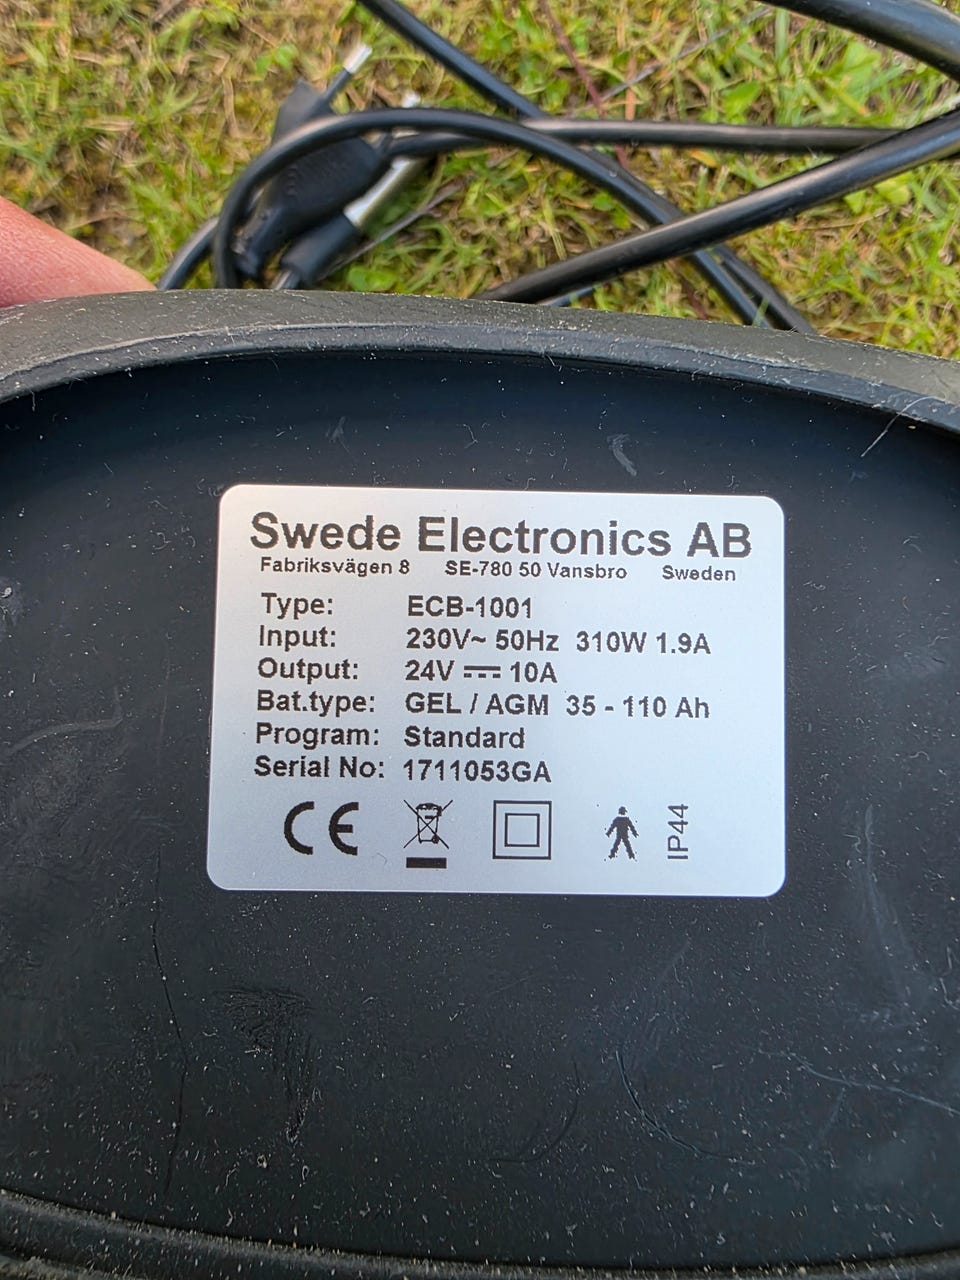 Swede Electronics AB
Fabriksvägen 8 SE-780 50 Vansbro Sweden
Type: ECB-1001
Input: 230V~ 50Hz 310W 1.9A
Output: 24V ⎓ 10A
Bat.type: GEL / AGM 35 - 110 Ah
Program: Standard
Serial No: 1711053GA
CE IP44